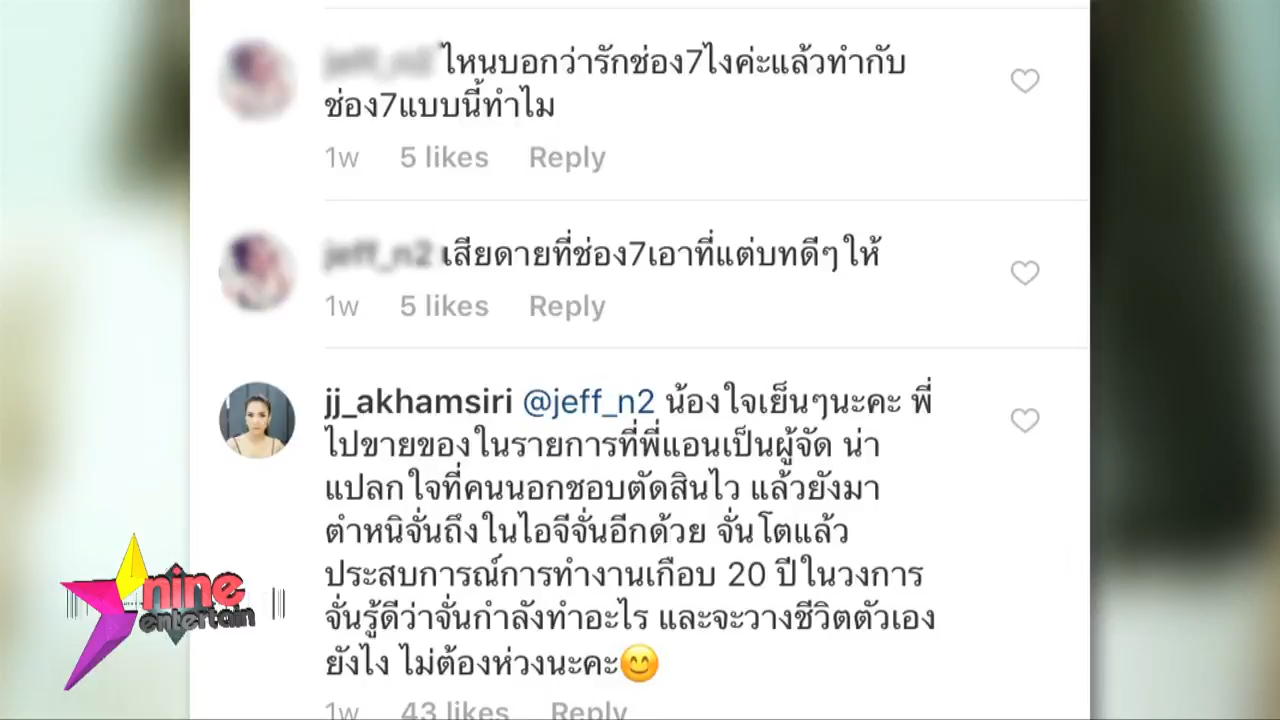 jeff_n2 ไหนบอกว่ารักช่อง7ไงค่ะแล้วทำกับ
ช่อง7แบบนี้ทำไม
1w 5 likes Reply
jeff_n2 เสียดายที่ช่อง7เอาที่แต่บทดีๆให้
1w 5 likes Reply
jj_akhamsiri @jeff_n2 น้องใจเย็นๆนะคะ พี่
ไปขายของในรายการที่พี่แอนเป็นผู้จัด น่า
แปลกใจที่คนนอกชอบตัดสินไว แล้วยังมา
ตำหนิจั่นถึงในไอจีจั่นอีกด้วย จั่นโตแล้ว
ประสบการณ์การทำงานเกือบ 20 ปีในวงการ
จั่นรู้ดีว่าจั่นกำลังทำอะไร และจะวางชีวิตตัวเอง
ยังไง ไม่ต้องห่วงนะคะ😊
1w 43 likes Reply
nine
entertain